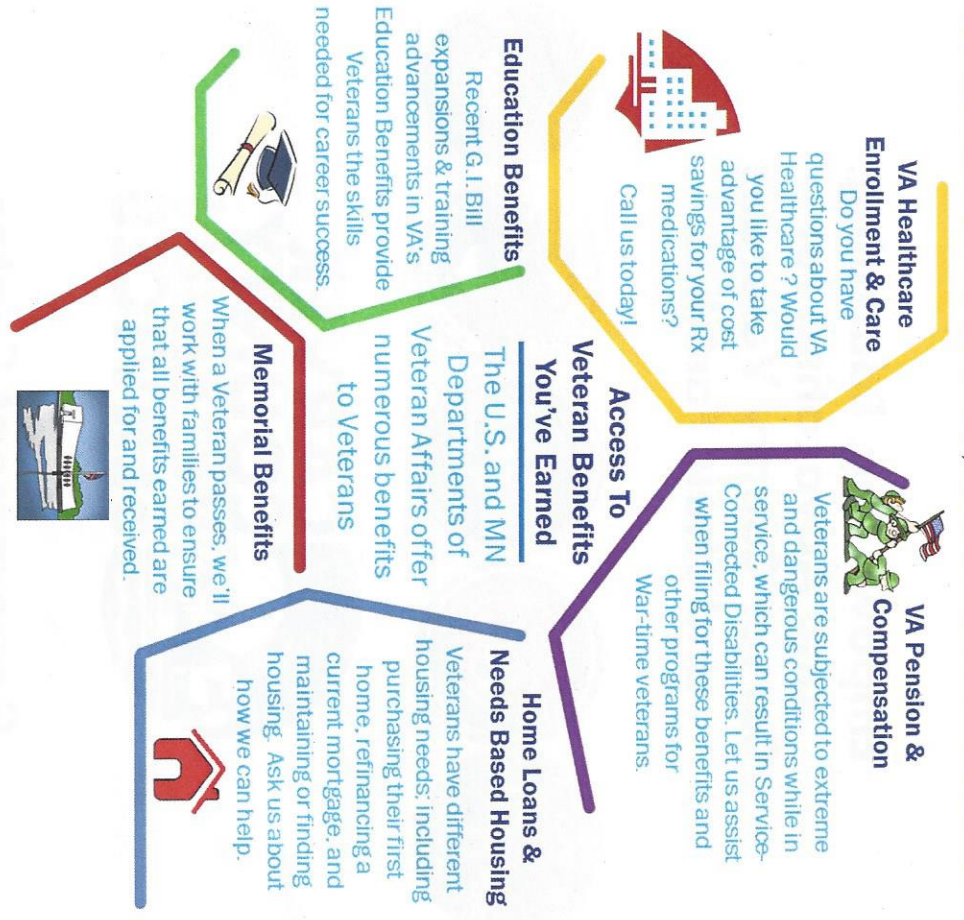 VA Healthcare
Enrollment & Care
Do you have
questions about VA
Healthcare ? Would
you like to take
advantage of cost
savings for your Rx
medications?
Call us today!
VA Pension &
Compensation
Veterans are subjected to extreme
and dangerous conditions while in
service, which can result in Service-
Connected Disabilities. Let us assist
when filing for these benefits and
other programs for
War-time veterans.
Access To
Veteran Benefits
You've Earned
The U.S. and MN
Departments of
Veteran Affairs offer
numerous benefits
to Veterans
Education Benefits
Recent G.I. Bill
expansions & training
advancements in VA's
Education Benefits provide
Veterans the skills
needed for career success.
Home Loans &
Needs Based Housing
Veterans have different
housing needs; including
purchasing their first
home, refinancing a
current mortgage, and
maintaining or finding
housing. Ask us about
how we can help.
Memorial Benefits
When a Veteran passes, we'll
work with families to ensure
that all benefits earned are
applied for and received.